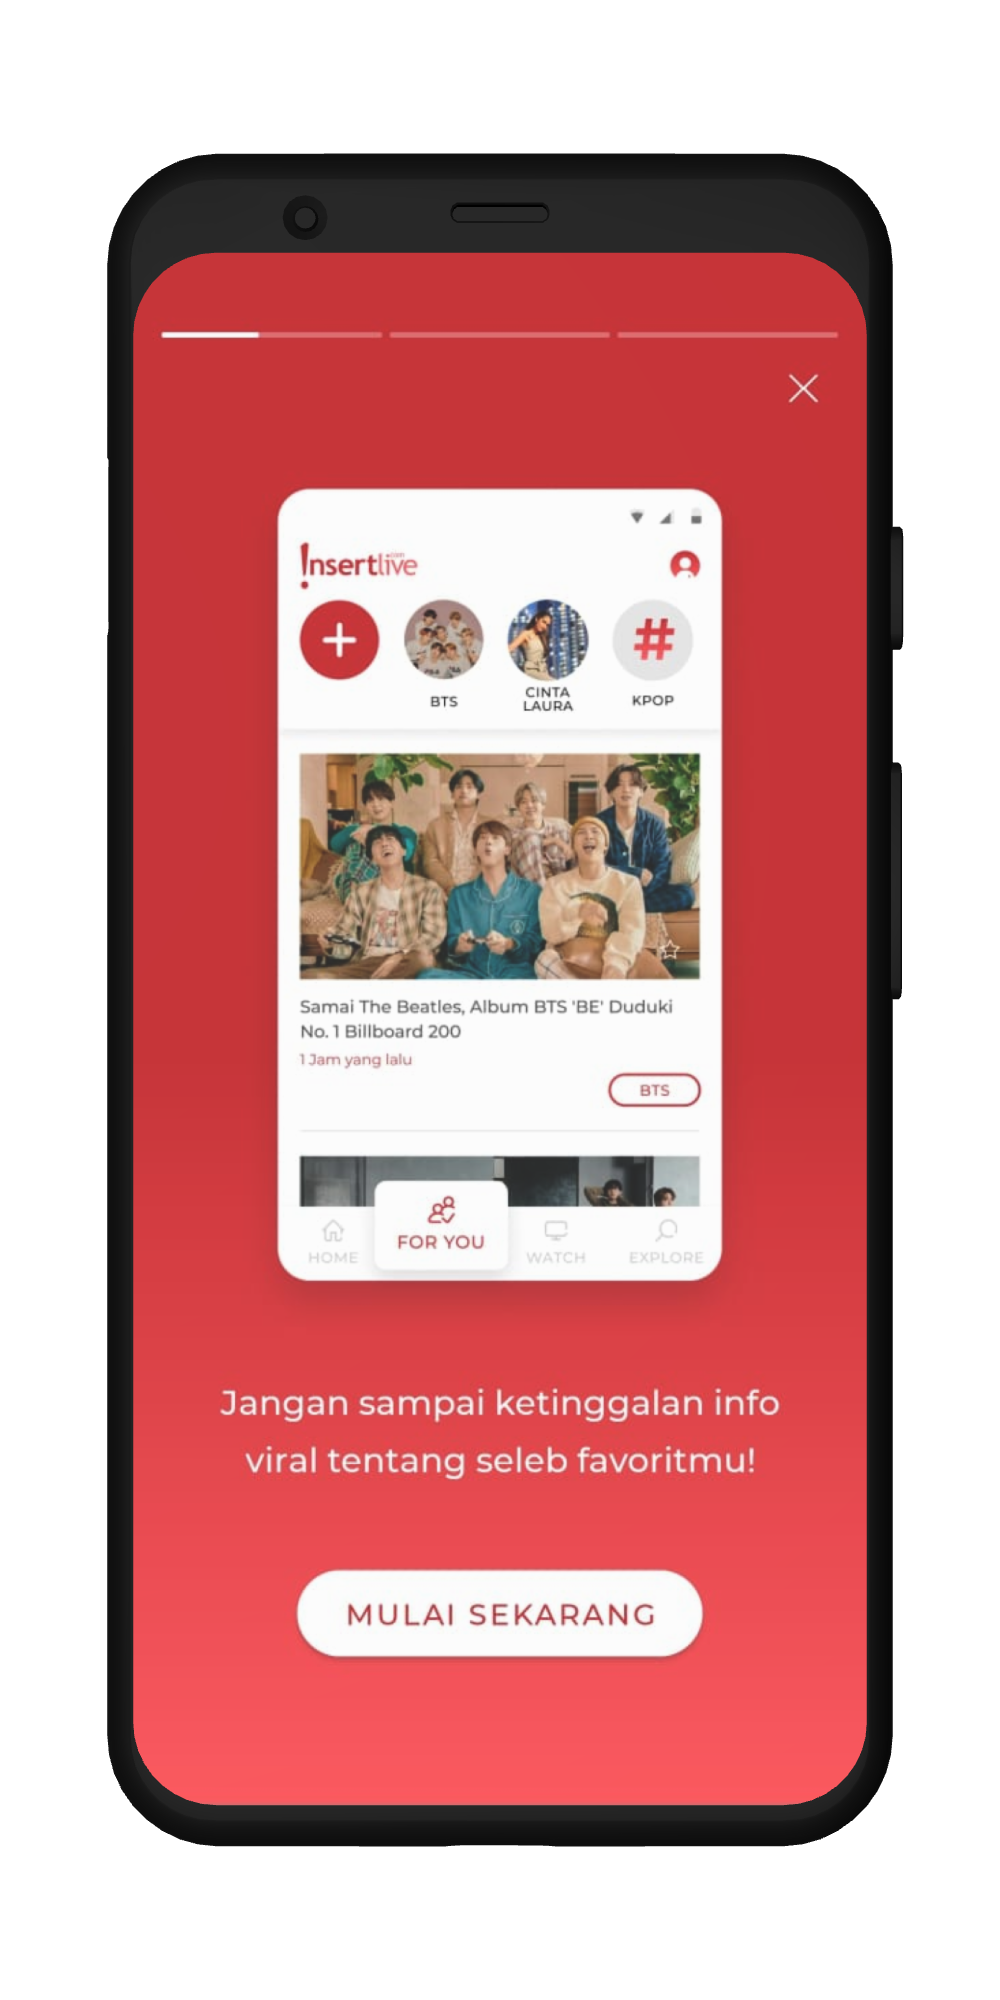 Insertlive
.com
BTS
CINTA
LAURA
#
KPOP
Samai The Beatles, Album BTS 'BE' Duduki
No. 1 Billboard 200
1 Jam yang lalu
BTS
HOME
FOR YOU
WATCH
EXPLORE
Jangan sampai ketinggalan info
viral tentang seleb favoritmu!
MULAI SEKARANG